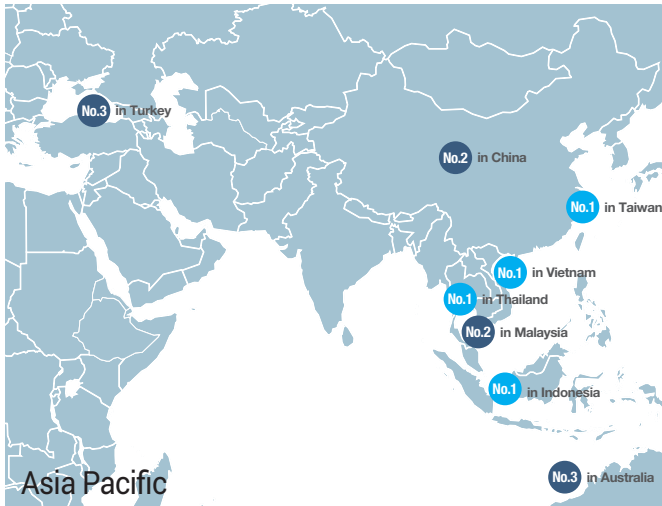 No.3 in Turkey
No.2 in China
No.1 in Taiwan
No.1 in Vietnam
No.1 in Thailand
No.2 in Malaysia
No.1 in Indonesia
No.3 in Australia
Asia Pacific